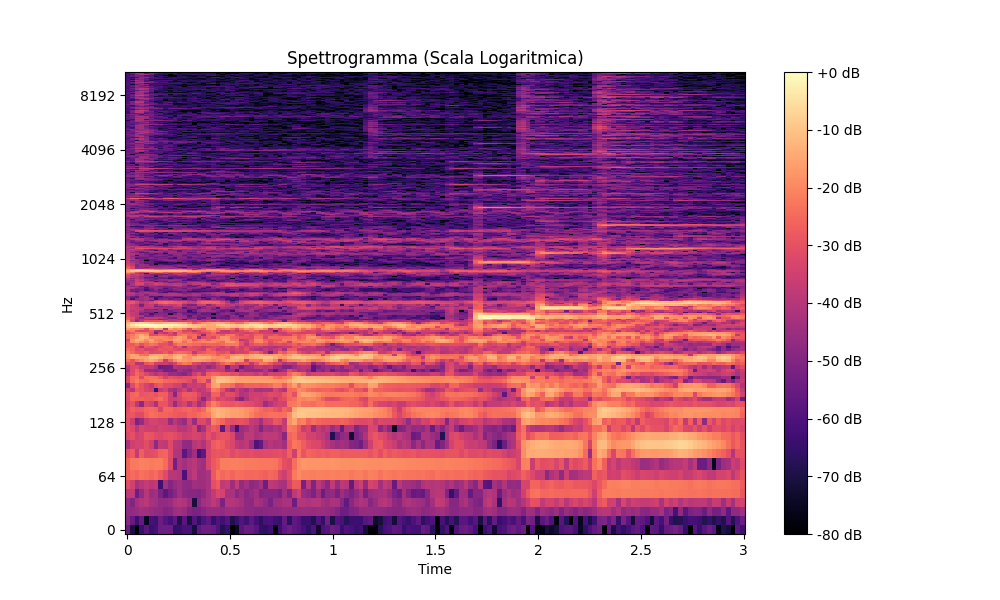 Spettrogramma (Scala Logaritmica)
Hz
8192
4096
2048
1024
512
256
128
64
0
0
0.5
1
1.5
2
2.5
3
Time
+0 dB
-10 dB
-20 dB
-30 dB
-40 dB
-50 dB
-60 dB
-70 dB
-80 dB